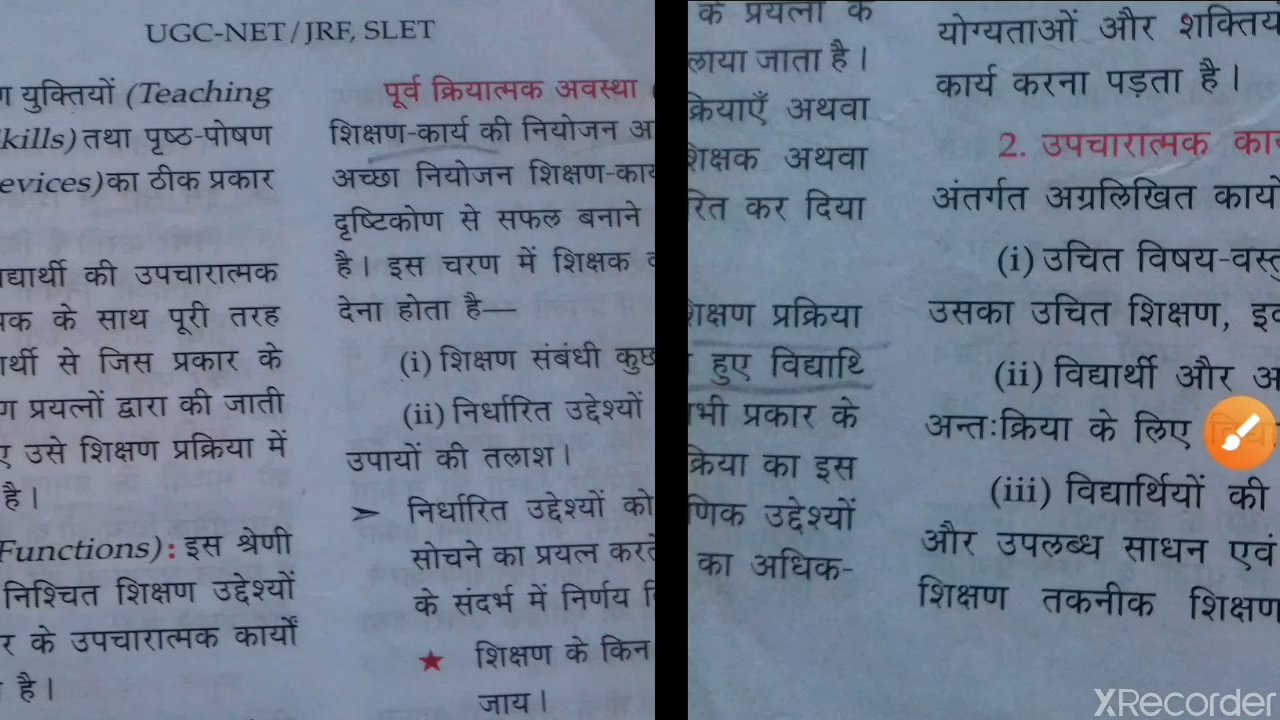 UGC-NET/JRF, SLET
युक्तियों (Teaching
kills) तथा पृष्ठ-पोषण
evices) का ठीक प्रकार
की उपचारात्मक
के साथ पूरी तरह
से जिस प्रकार के
प्रयत्नों द्वारा की जाती
उसे शिक्षण प्रक्रिया में
है।
Functions): इस श्रेणी
निश्चित शिक्षण उद्देश्यों
के उपचारात्मक कार्यों
है।
पूर्व क्रियात्मक अवस्था
शिक्षण-कार्य की नियोजन
अच्छा नियोजन शिक्षण-कार्य
दृष्टिकोण से सफल बनाने
है। इस चरण में शिक्षक
देना होता है—
(i) शिक्षण संबंधी कुछ
(ii) निर्धारित उद्देश्यों
उपायों की तलाश।
➢ निर्धारित उद्देश्यों को
सोचने का प्रयत्न करते
के संदर्भ में निर्णय
★ शिक्षण के किन
जाय।
के प्रयत्नों के
लाया जाता है।
क्रियाएँ अथवा
शिक्षक अथवा
रित कर दिया
शिक्षण प्रक्रिया
हुए विद्यार्थि
भी प्रकार के
क्रिया का इस
णिक उद्देश्यों
का अधिक-
योग्यताओं और
कार्य करना पड़ता है।
2. उपचारात्मक
अंतर्गत अग्रलिखित
(i) उचित विषय-वस्तु
उसका उचित शिक्षण,
(ii) विद्यार्थी और
अन्तःक्रिया के लिए
(iii) विद्यार्थियों की
और उपलब्ध साधन एवं
शिक्षण तकनीक शिक्षण
XRecorder